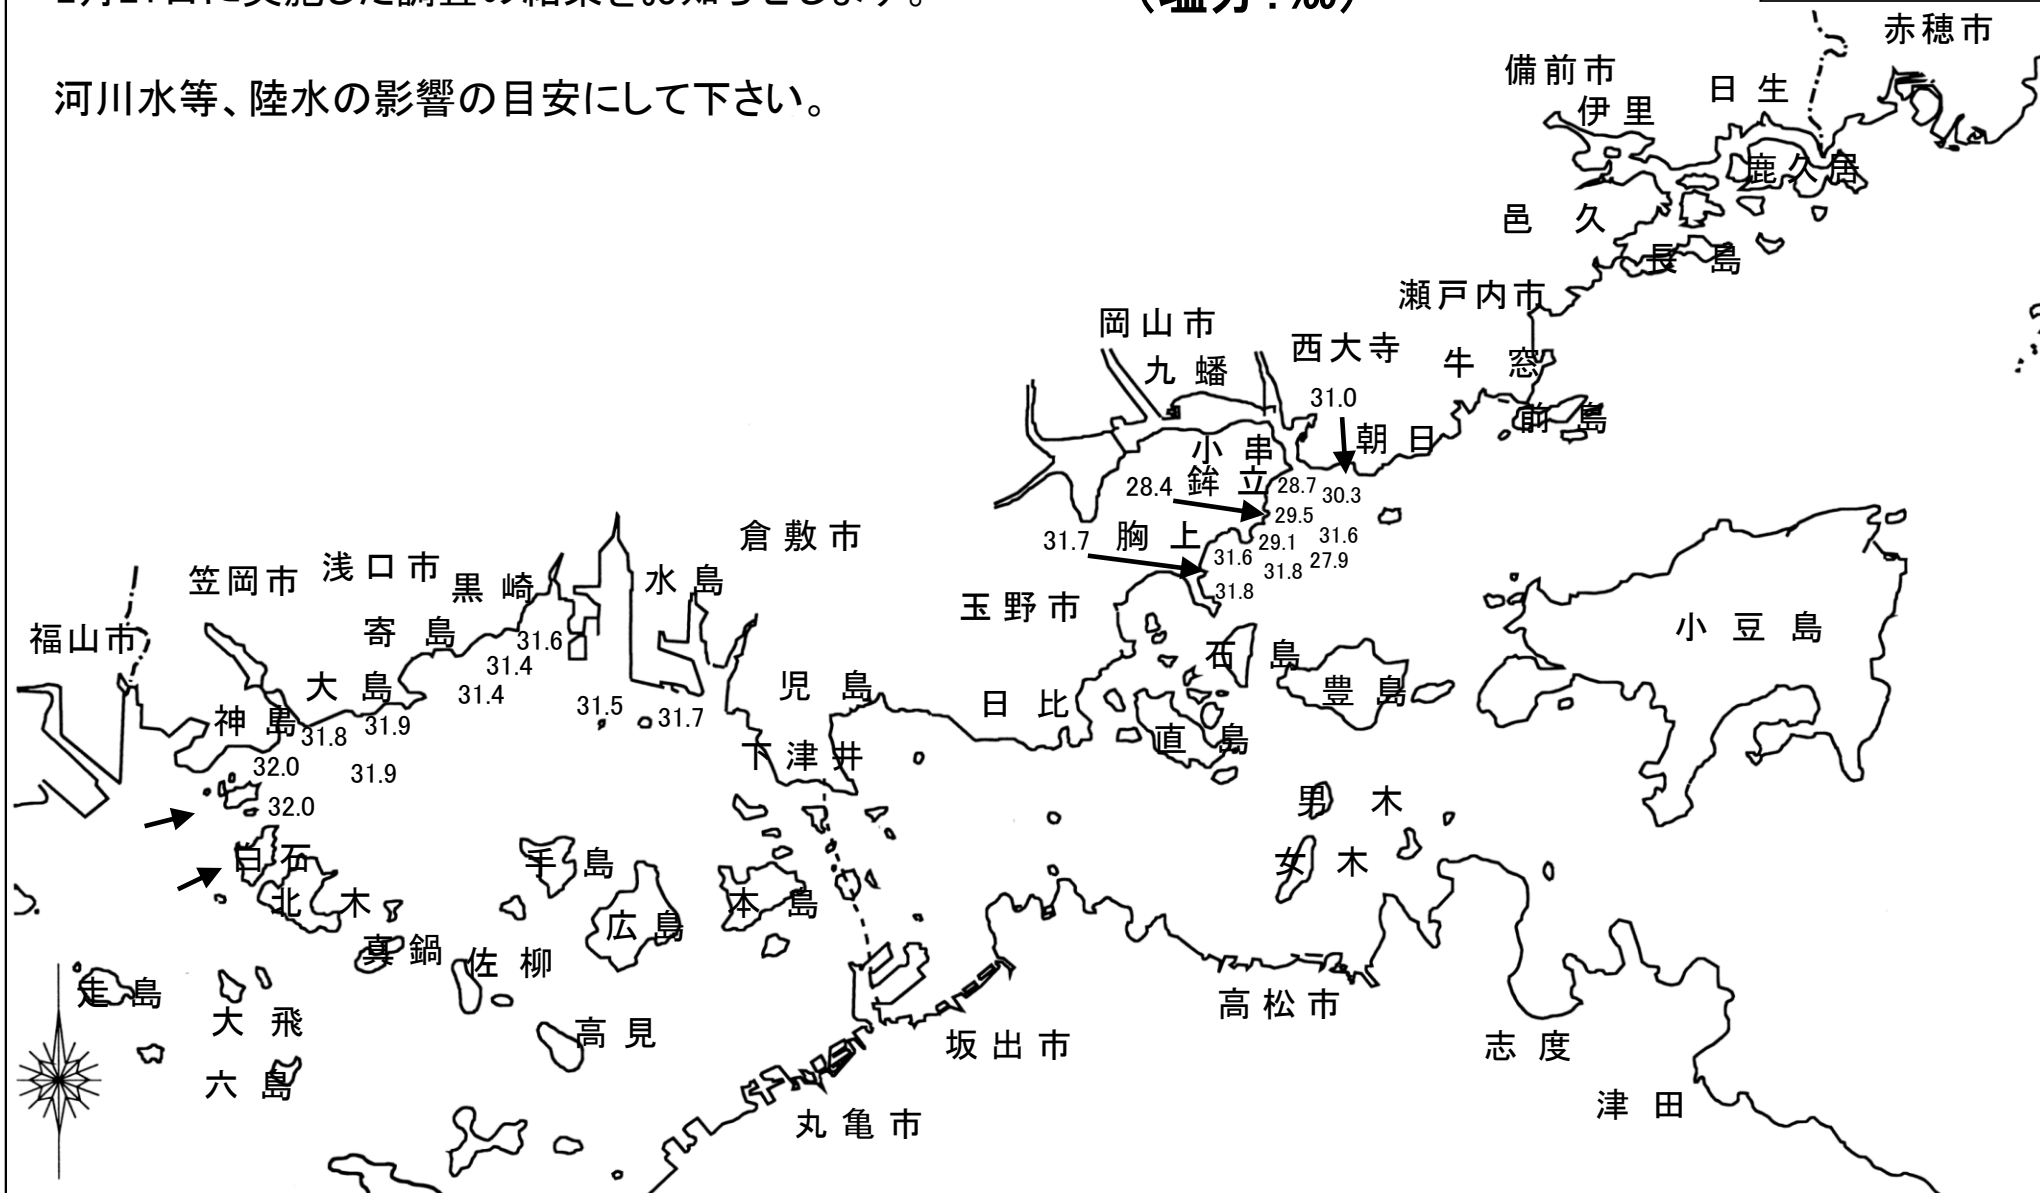 赤穂市
備前市
日生
伊里
河川水等、陸水の影響の目安にして下さい。
鹿久居
邑久
長島
瀬戸内市
岡山市
西大寺
牛窓
九蟠
31.0
前島
朝日
小串
28.4
鉾立
28.7
30.3
29.5
31.7
胸上
29.1
31.6
倉敷市
31.6
31.8
27.9
31.8
浅口市
笠岡市
黒崎
水島
玉野市
小豆島
福山市
寄島
31.6
31.4
石島
31.4
大島
児島
日比
豊島
31.5
31.7
神島
31.8
31.9
直島
下津井
32.0
31.9
32.0
男木
白石
手島
女木
北木
本島
広島
真鍋
佐柳
走島
高松市
大飛
高見
坂出市
志度
六島
津田
丸亀市